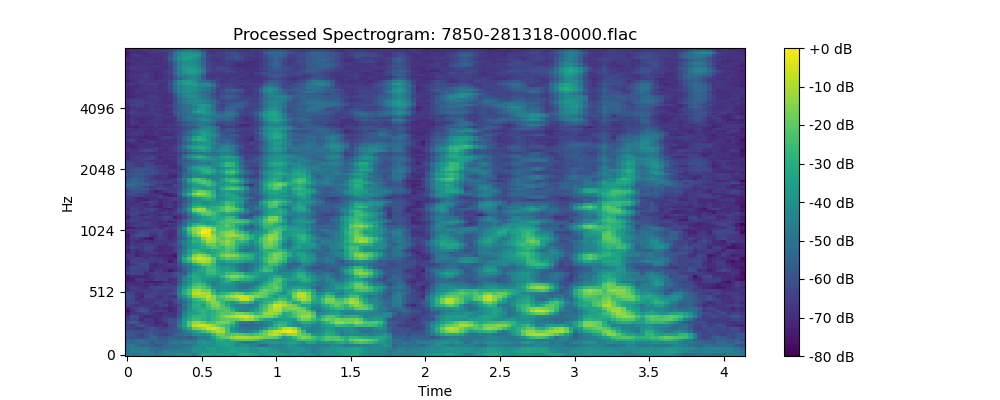 Processed Spectrogram: 7850-281318-0000.flac
Hz
4096
2048
1024
512
0
0 0.5 1 1.5 2 2.5 3 3.5 4
Time
+0 dB
-10 dB
-20 dB
-30 dB
-40 dB
-50 dB
-60 dB
-70 dB
-80 dB